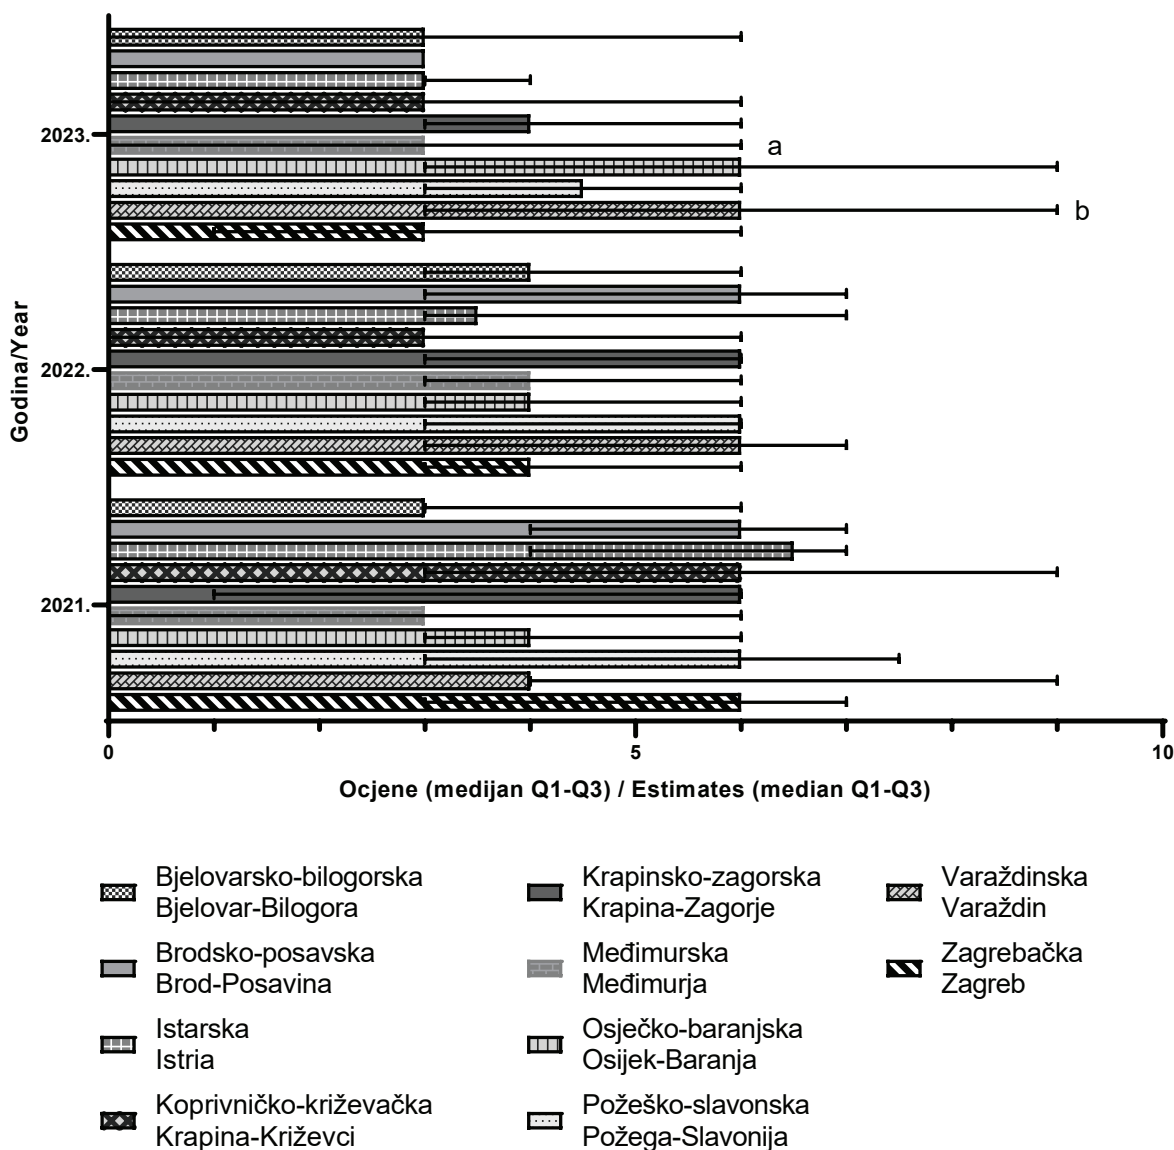 2023.
a
b
2022.
2021.
Godina/Year
0
5
10
Ocjene (medijan Q1-Q3) / Estimates (median Q1-Q3)
Bjelovarsko-bilogorska
Bjelovar-Bilogora
Brodsko-posavska
Brod-Posavina
Istarska
Istria
Koprivničko-križevačka
Krapina-Križevci
Krapinsko-zagorska
Krapina-Zagorje
Međimurska
Međimurja
Osječko-baranjska
Osijek-Baranja
Požeško-slavonska
Požega-Slavonija
Varaždinska
Varaždin
Zagrebačka
Zagreb